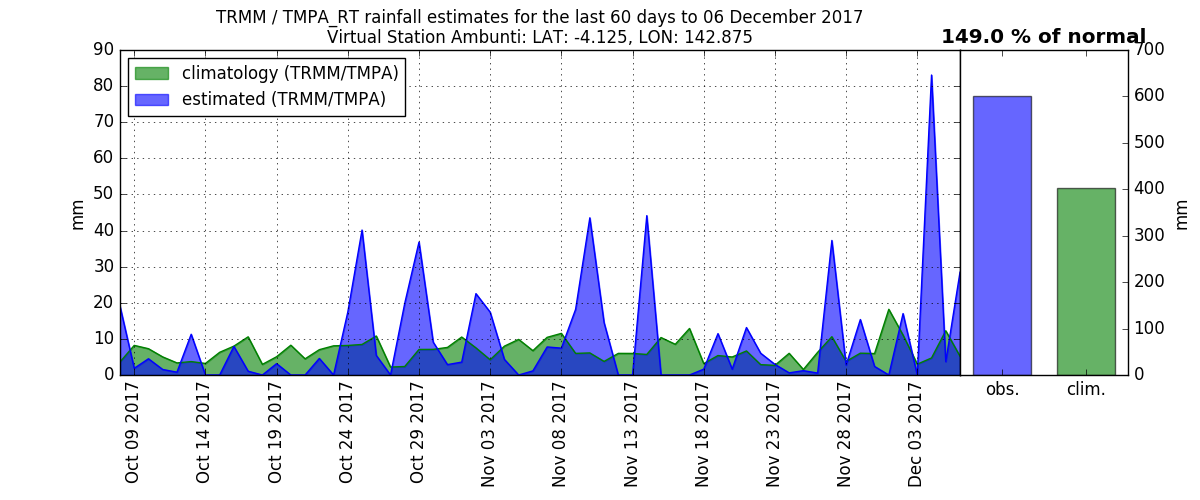 TRMM / TMPA_RT rainfall estimates for the last 60 days to 06 December 2017
Virtual Station Ambunti: LAT: -4.125, LON: 142.875
149.0 % of normal
climatology (TRMM/TMPA)
estimated (TRMM/TMPA)
90
80
70
60
50
40
30
20
10
0
mm
Oct 09 2017
Oct 14 2017
Oct 19 2017
Oct 24 2017
Oct 29 2017
Nov 03 2017
Nov 08 2017
Nov 13 2017
Nov 18 2017
Nov 23 2017
Nov 28 2017
Dec 03 2017
obs.
clim.
700
600
500
400
300
200
100
0
mm